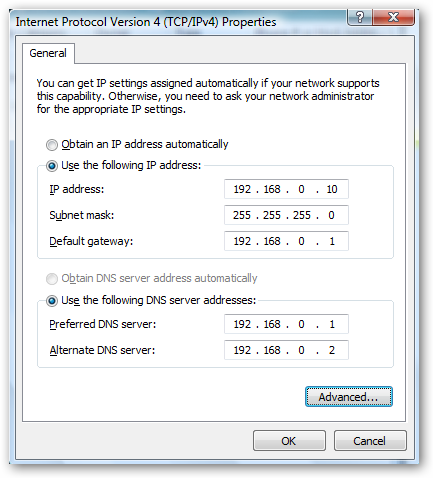 Internet Protocol Version 4 (TCP/IPv4) Properties
General
You can get IP settings assigned automatically if your network supports
this capability. Otherwise, you need to ask your network administrator
for the appropriate IP settings.
Obtain an IP address automatically
Use the following IP address:
IP address: 192 . 168 . 0 . 10
Subnet mask: 255 . 255 . 255 . 0
Default gateway: 192 . 168 . 0 . 1
Obtain DNS server address automatically
Use the following DNS server addresses:
Preferred DNS server: 192 . 168 . 0 . 1
Alternate DNS server: 192 . 168 . 0 . 2
Advanced...
OK Cancel